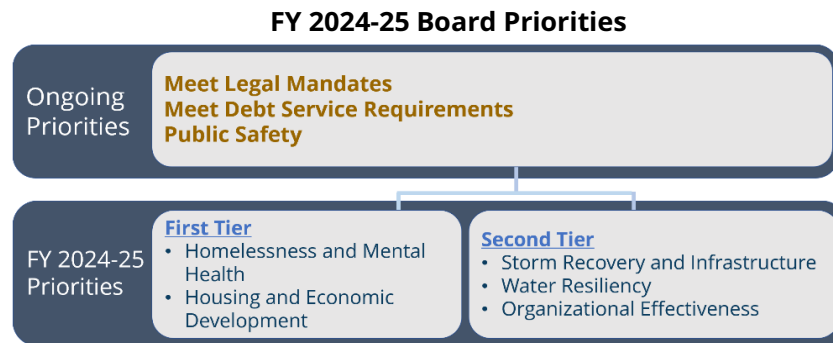 FY 2024-25 Board Priorities
Ongoing
Priorities
Meet Legal Mandates
Meet Debt Service Requirements
Public Safety
FY 2024-25
Priorities
First Tier
• Homelessness and Mental
Health
• Housing and Economic
Development
Second Tier
• Storm Recovery and Infrastructure
• Water Resiliency
• Organizational Effectiveness